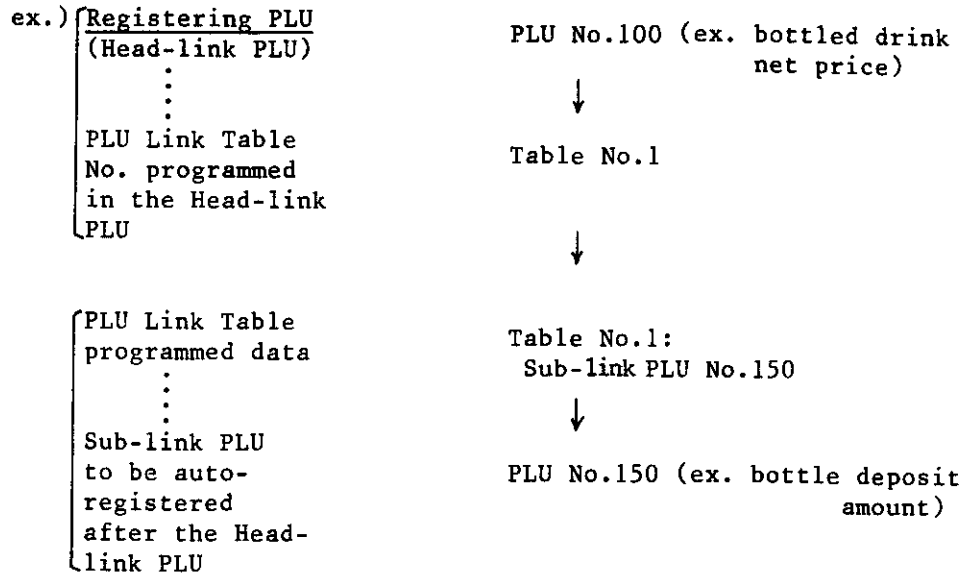 ex.) Registering PLU
(Head-link PLU)
PLU Link Table
No. programmed
in the Head-link
PLU
PLU No.100 (ex. bottled drink
net price)
↓
Table No.1
↓
PLU Link Table
programmed data
Sub-link PLU
to be auto-
registered
after the Head-
link PLU
Table No.1:
Sub-link PLU No.150
↓
PLU No.150 (ex. bottle deposit
amount)